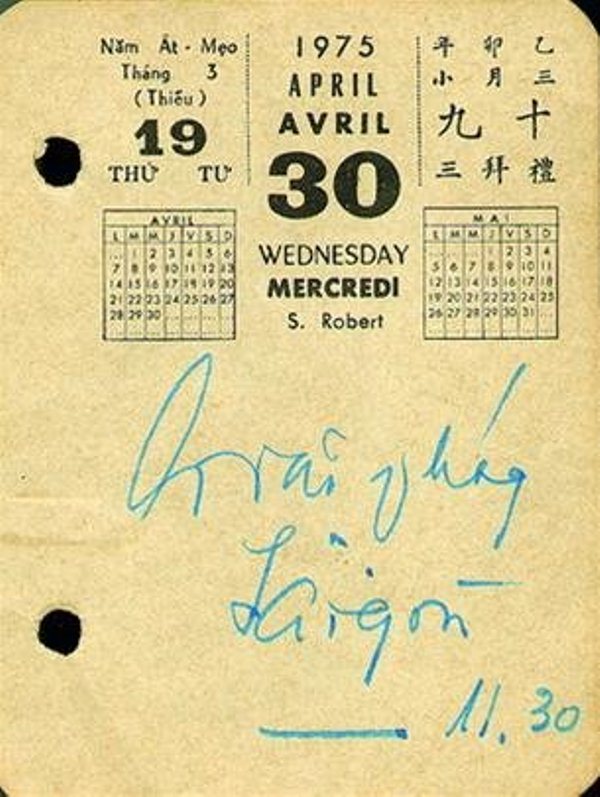 Năm Ất - Mẹo
Tháng 3
(Thiếu)
19
THỨ TƯ
1975
APRIL
AVRIL
30
WEDNESDAY
MERCREDI
S. Robert
乙卯年
三月小
十九
禮拜三
AVRIL
L M M J V S D
1 2 3 4 5 6
7 8 9 10 11 12 13
14 15 16 17 18 19 20
21 22 23 24 25 26 27
28 29 30
MAI
L M M J V S D
1 2 3 4
5 6 7 8 9 10 11
12 13 14 15 16 17 18
19 20 21 22 23 24 25
26 27 28 29 30 31
Giải phóng
Sàigòn
11.30